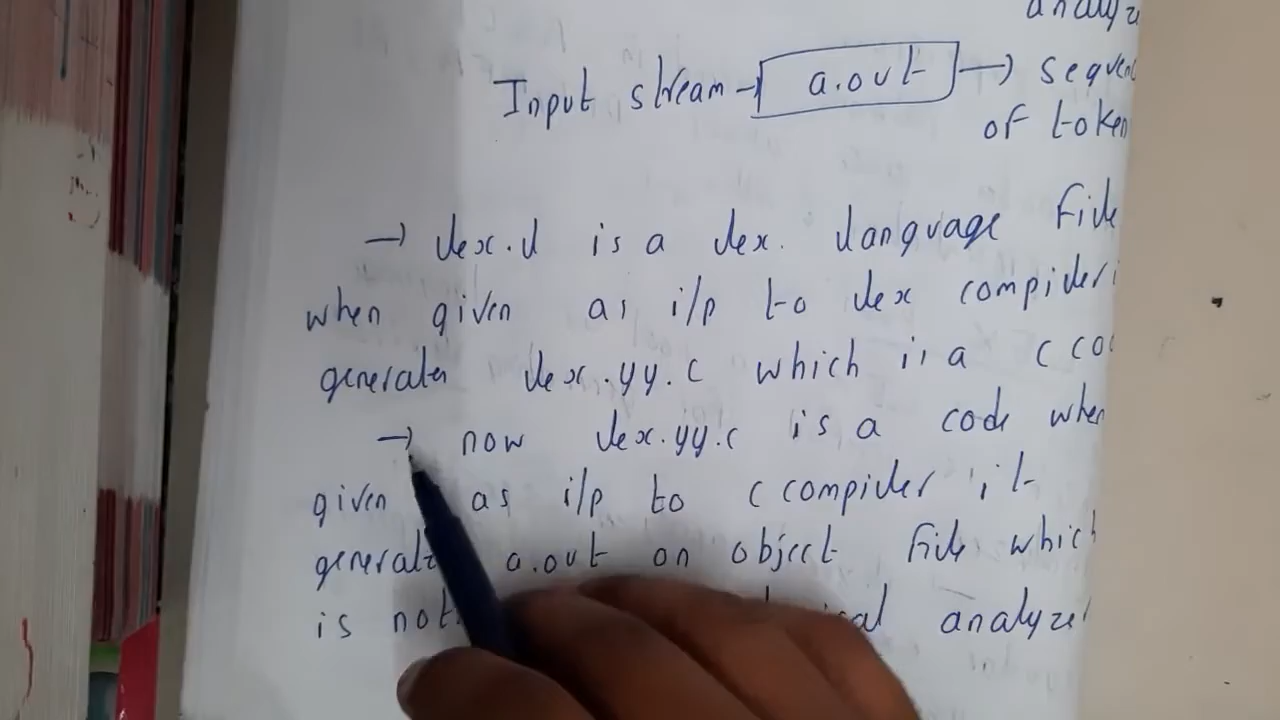 analyz
Input stream → a.out → sequen
of token
→ lex.l is a lex. language file
when given as i/p to lex compiler
generates lex.yy.c which is a C co
→ now lex.yy.c is a code when
given as i/p to C compiler it
generate a.out an object file which
is not analyzer